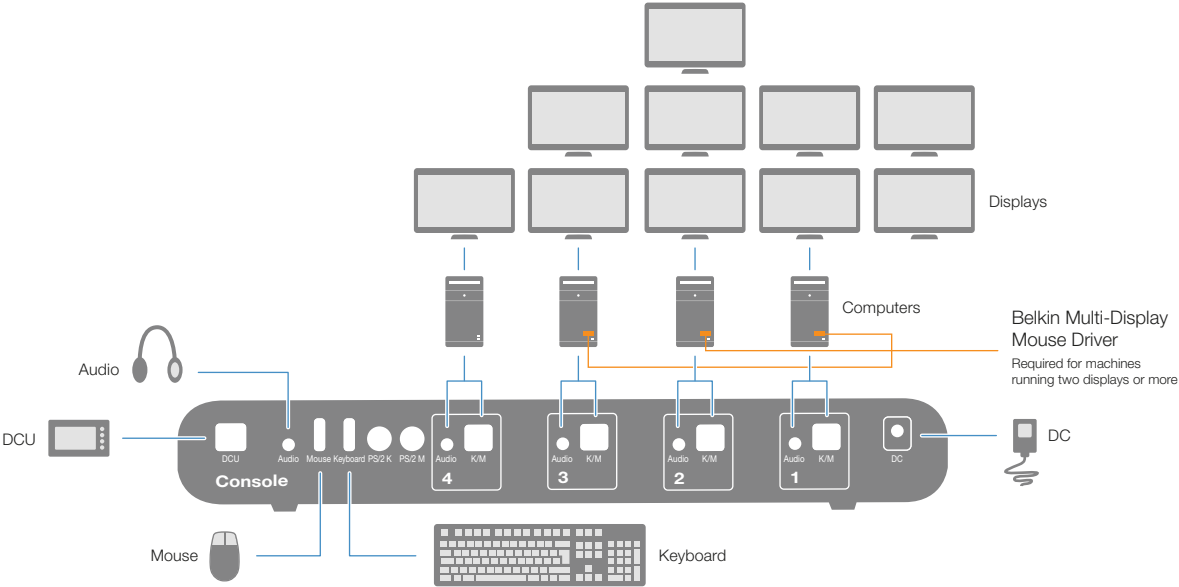 Displays
Computers
Belkin Multi-Display
Mouse Driver
Required for machines
running two displays or more
Audio
DCU
DC
DCU
Audio
Mouse
Keyboard
PS/2 K
PS/2 M
Audio
K/M
Audio
K/M
Audio
K/M
Audio
K/M
DC
Console
4
3
2
1
Mouse
Keyboard